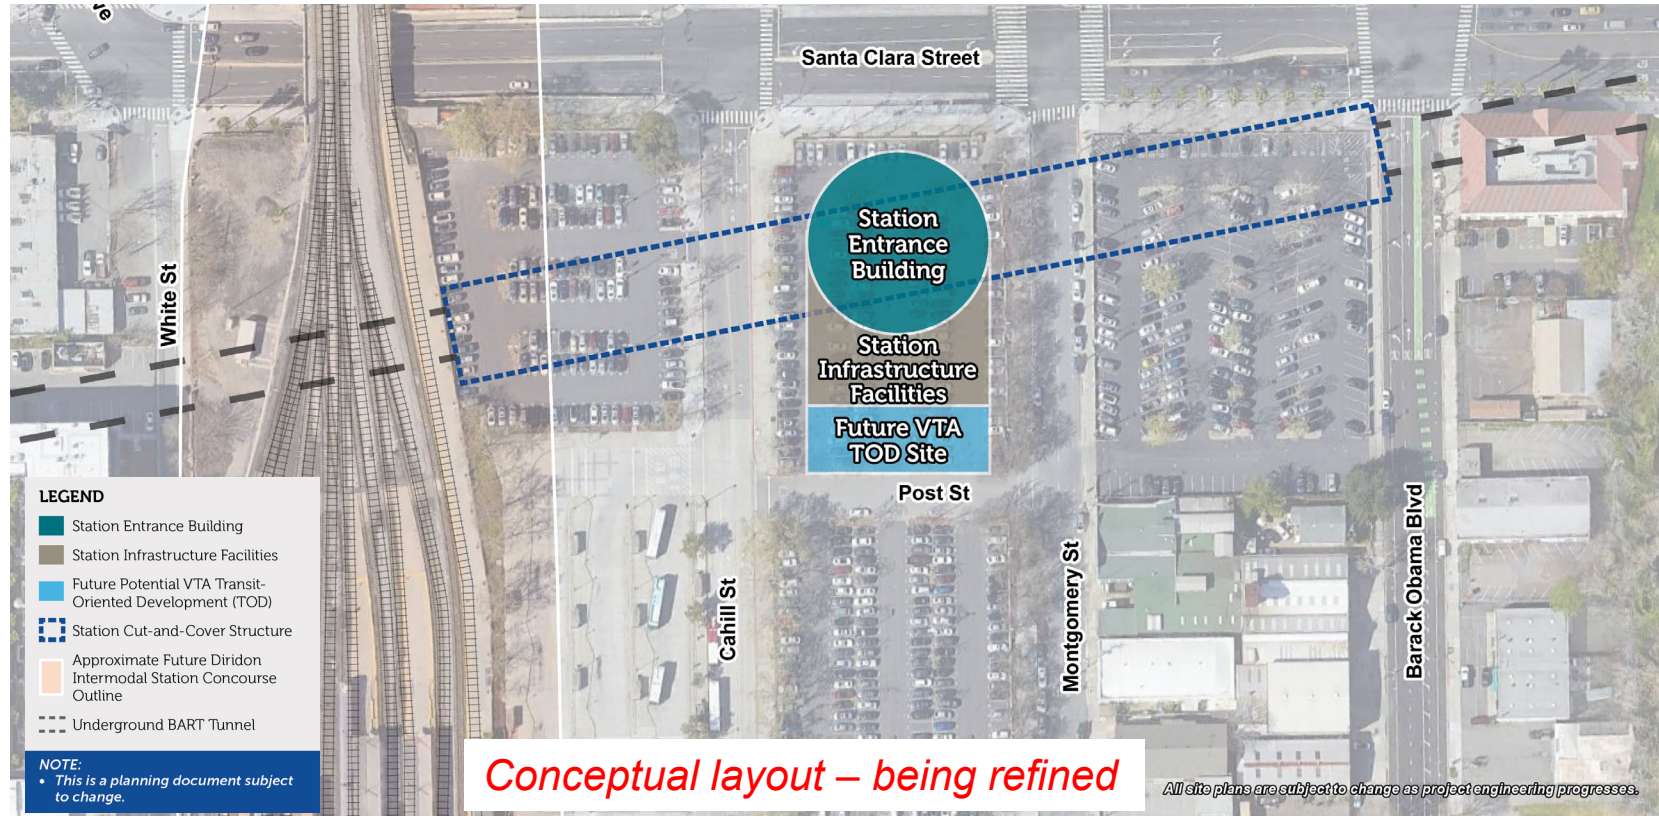 ve
Santa Clara Street
White St
Station
Entrance
Building
Station
Infrastructure
Facilities
Future VTA
TOD Site
Post St
Cahill St
Montgomery St
Barack Obama Blvd
LEGEND
Station Entrance Building
Station Infrastructure Facilities
Future Potential VTA Transit-
Oriented Development (TOD)
Station Cut-and-Cover Structure
Approximate Future Diridon
Intermodal Station Concourse
Outline
Underground BART Tunnel
NOTE:
• This is a planning document subject
to change.
Conceptual layout – being refined
All site plans are subject to change as project engineering progresses.